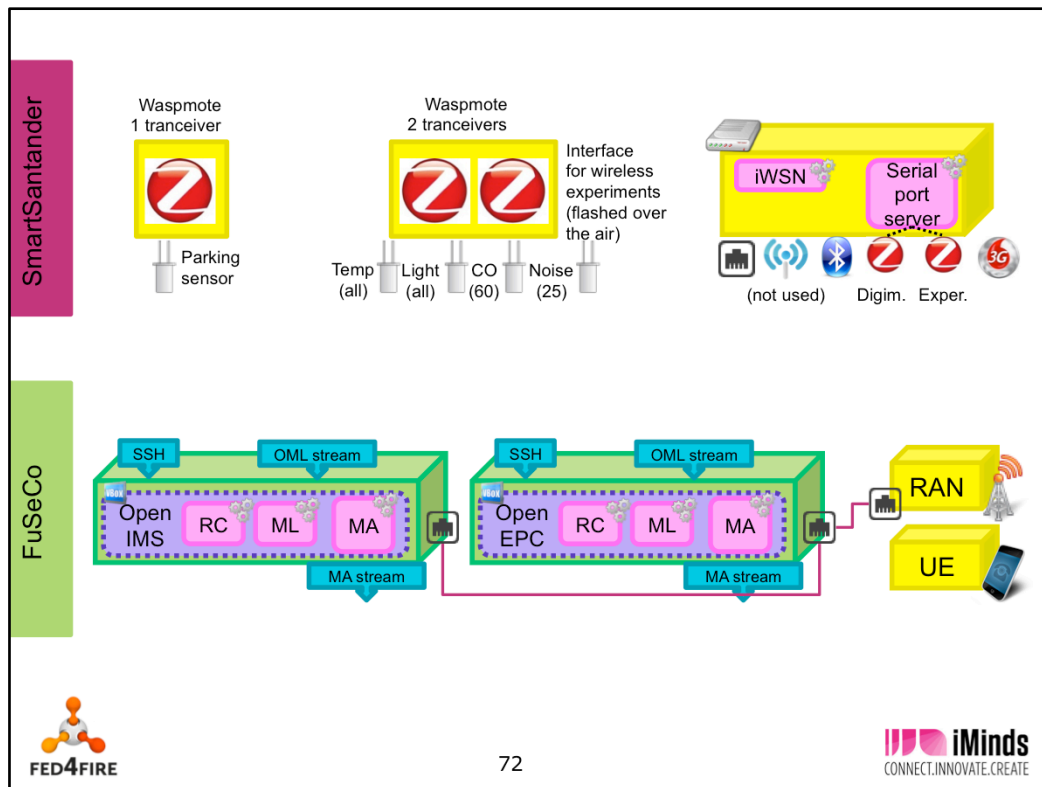 SmartSantander
Waspmote
1 tranceiver
Parking
sensor
Waspmote
2 tranceivers
Interface
for wireless
experiments
(flashed over
the air)
Temp
(all)
Light
(all)
CO
(60)
Noise
(25)
iWSN
Serial
port
server
3G
(not used)
Digim.
Exper.
FuSeCo
SSH
OML stream
vBox
Open
IMS
RC
ML
MA
MA stream
SSH
OML stream
vBox
Open
EPC
RC
ML
MA
MA stream
RAN
UE
FED4FIRE
72
iMinds
CONNECT.INNOVATE.CREATE